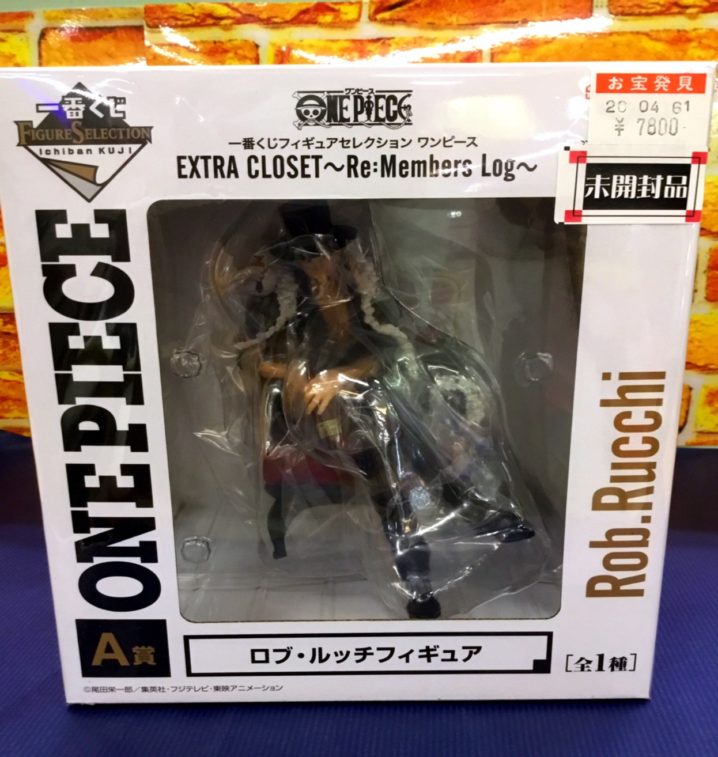 一番くじ
FIGURE SELECTION
Ichiban KUJI
ワンピース
ONE PIECE
一番くじフィギュアセレクション ワンピース
EXTRA CLOSET～Re:Members Log～
お宝発見
20 04 61
¥ 7800-
未開封品
ONE PIECE
Rob.Rucchi
A賞
ロブ・ルッチフィギュア
[全1種]
©尾田栄一郎／集英社・フジテレビ・東映アニメーション